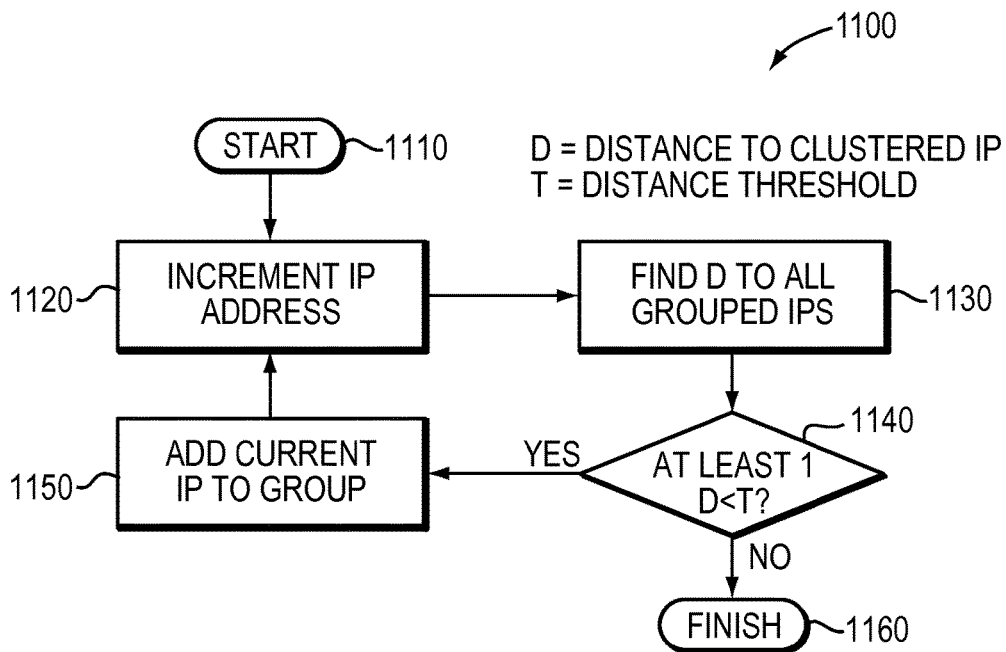 1100
START
1110
D = DISTANCE TO CLUSTERED IP
T = DISTANCE THRESHOLD
1120
INCREMENT IP
ADDRESS
FIND D TO ALL
GROUPED IPS
1130
1150
ADD CURRENT
IP TO GROUP
YES
1140
AT LEAST 1
D<T?
NO
FINISH
1160